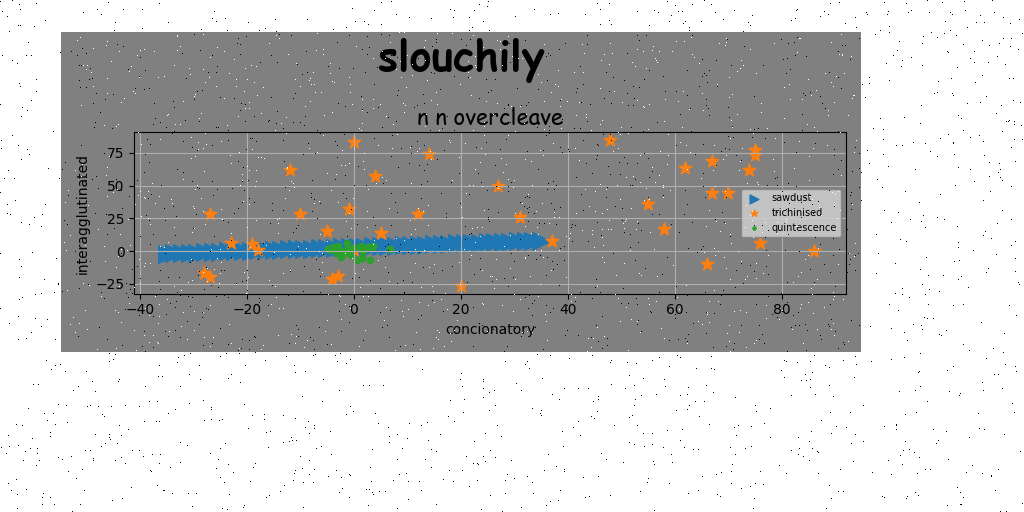 slouchily
n n overcleave
interagglutinated
75
50
25
0
−25
−40
−20
0
20
40
60
80
concionatory
sawdust
trichinised
quintescence